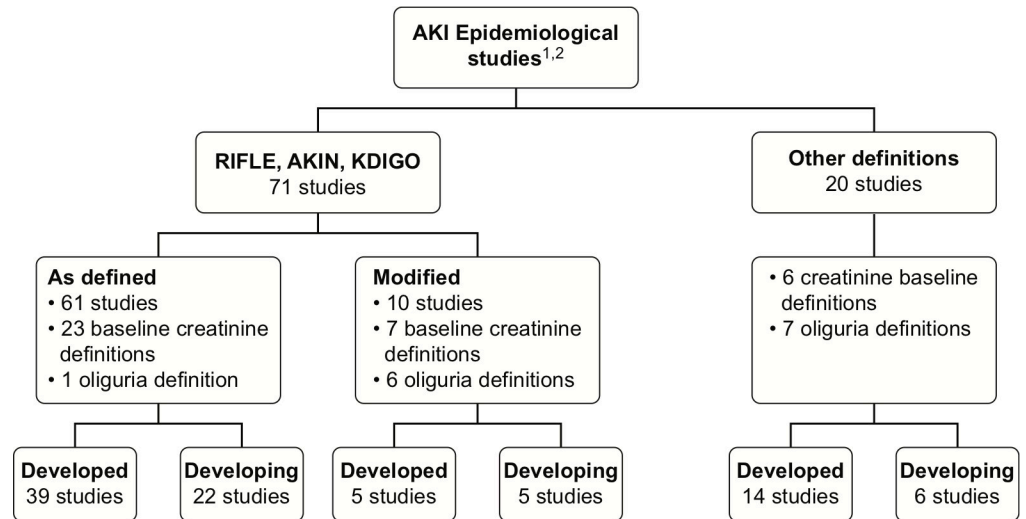 AKI Epidemiological
studies1,2
RIFLE, AKIN, KDIGO
71 studies
Other definitions
20 studies
As defined
• 61 studies
• 23 baseline creatinine
definitions
• 1 oliguria definition
Modified
• 10 studies
• 7 baseline creatinine
definitions
• 6 oliguria definitions
• 6 creatinine baseline
definitions
• 7 oliguria definitions
Developed
39 studies
Developing
22 studies
Developed
5 studies
Developing
5 studies
Developed
14 studies
Developing
6 studies